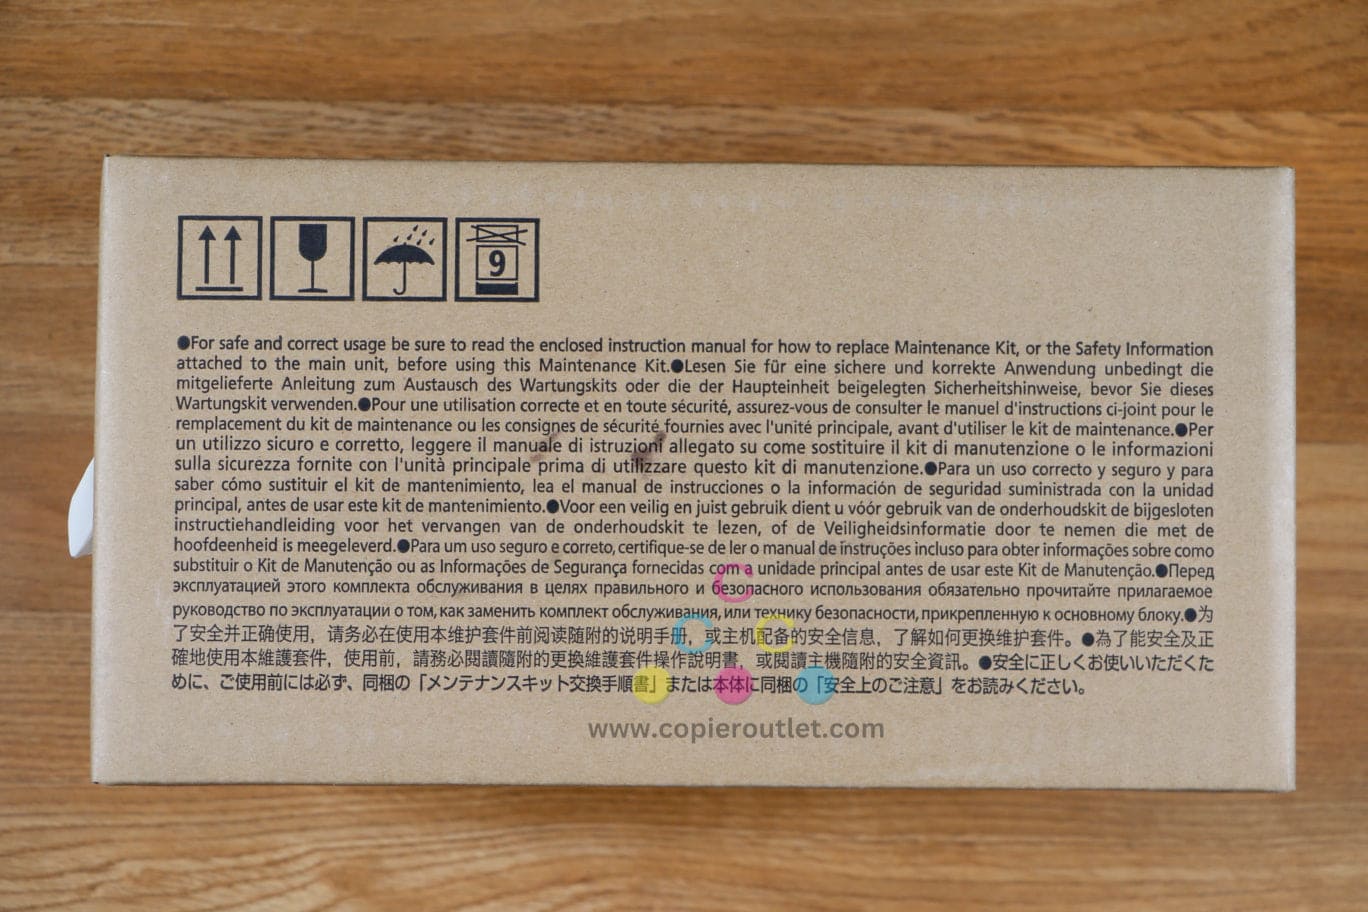 9
●For safe and correct usage be sure to read the enclosed instruction manual for how to replace Maintenance Kit, or the Safety Information
attached to the main unit, before using this Maintenance Kit.●Lesen Sie für eine sichere und korrekte Anwendung unbedingt die
mitgelieferte Anleitung zum Austausch des Wartungskits oder die der Haupteinheit beigelegten Sicherheitshinweise, bevor Sie dieses
Wartungskit verwenden.●Pour une utilisation correcte et en toute sécurité, assurez-vous de consulter le manuel d'instructions ci-joint pour le
remplacement du kit de maintenance ou les consignes de sécurité fournies avec l'unité principale, avant d'utiliser le kit de maintenance.●Per
un utilizzo sicuro e corretto, leggere il manuale di istruzioni allegato su come sostituire il kit di manutenzione o le informazioni
sulla sicurezza fornite con l'unità principale prima di utilizzare questo kit di manutenzione.●Para un uso correcto y seguro y para
saber cómo sustituir el kit de mantenimiento, lea el manual de instrucciones o la información de seguridad suministrada con la unidad
principal, antes de usar este kit de mantenimiento.●Voor een veilig en juist gebruik dient u vóór gebruik van de onderhoudskit de bijgesloten
instructiehandleiding voor het vervangen van de onderhoudskit te lezen, of de Veiligheidsinformatie door te nemen die met de
hoofdeenheid is meegeleverd.●Para um uso seguro e correto, certifique-se de ler o manual de instruções incluso para obter informações sobre como
substituir o Kit de Manutenção ou as Informações de Segurança fornecidas com a unidade principal antes de usar este Kit de Manutenção.●Перед
эксплуатацией этого комплекта обслуживания в целях правильного и безопасного использования обязательно прочитайте прилагаемое
руководство по эксплуатации о том, как заменить комплект обслуживания, или технику безопасности, прикрепленную к основному блоку.●为
了安全并正确使用，请务必在使用本维护套件前阅读随附的说明手册，或主机配备的安全信息，了解如何更换维护套件。●為了能安全及正
確地使用本維護套件，使用前，請務必閱讀隨附的更換維護套件操作說明書，或閱讀主機隨附的安全資訊。●安全に正しくお使いいただくた
めに、ご使用前には必ず、同梱の「メンテナンスキット交換手順書」または本体に同梱の「安全上のご注意」をお読みください。
www.copieroutlet.com